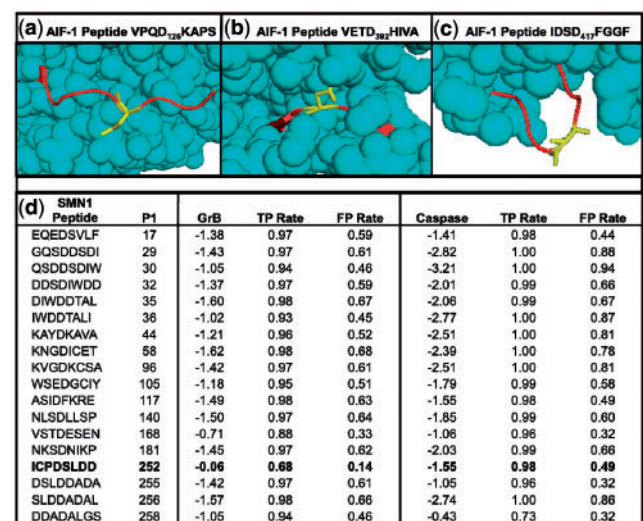 (a) AIF-1 Peptide VPQD126KAPS (b) AIF-1 Peptide VETD392HIVA (c) AIF-1 Peptide IDSD417FGGF
(d) SMN1 Peptide P1 GrB TP Rate FP Rate Caspase TP Rate FP Rate
EQEDSVLF 17 -1.38 0.97 0.59 -1.41 0.98 0.44
GQSDDSDI 29 -1.43 0.97 0.61 -2.82 1.00 0.88
QSDDSDIW 30 -1.05 0.94 0.46 -3.21 1.00 0.94
DDSDIWDD 32 -1.37 0.97 0.59 -2.01 0.99 0.66
DIWDDTAL 35 -1.60 0.98 0.67 -2.06 0.99 0.67
IWDDTALI 36 -1.02 0.93 0.45 -2.77 1.00 0.87
KAYDKAVA 44 -1.21 0.96 0.52 -2.51 1.00 0.81
KNGDICET 58 -1.62 0.98 0.68 -2.39 1.00 0.78
KVGDKCSA 96 -1.42 0.97 0.61 -2.51 1.00 0.81
WSEDGCIY 105 -1.18 0.95 0.51 -1.79 0.99 0.58
ASIDFKRE 117 -1.49 0.98 0.63 -1.55 0.98 0.49
NLSDLLSP 140 -1.50 0.97 0.64 -1.85 0.99 0.60
VSTDESEN 168 -0.71 0.88 0.33 -1.06 0.96 0.32
NKSDNIKP 181 -1.45 0.97 0.62 -2.03 0.99 0.66
ICPDSLDD 252 -0.06 0.68 0.14 -1.55 0.98 0.49
DSLDDADA 255 -1.42 0.97 0.61 -1.05 0.96 0.32
SLDDADAL 256 -1.57 0.98 0.66 -2.74 1.00 0.86
DDADALGS 258 -1.05 0.94 0.46 -0.43 0.73 0.32